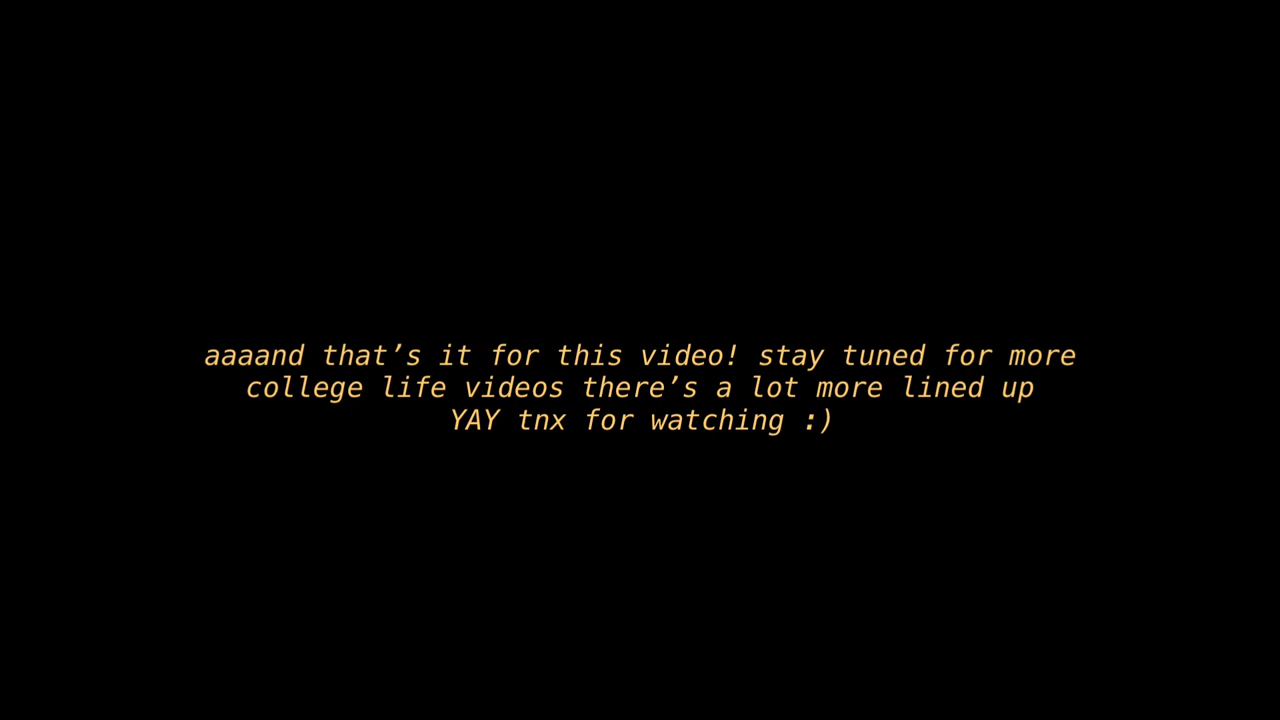 aaaand that’s it for this video! stay tuned for more
college life videos there’s a lot more lined up
YAY tnx for watching :)